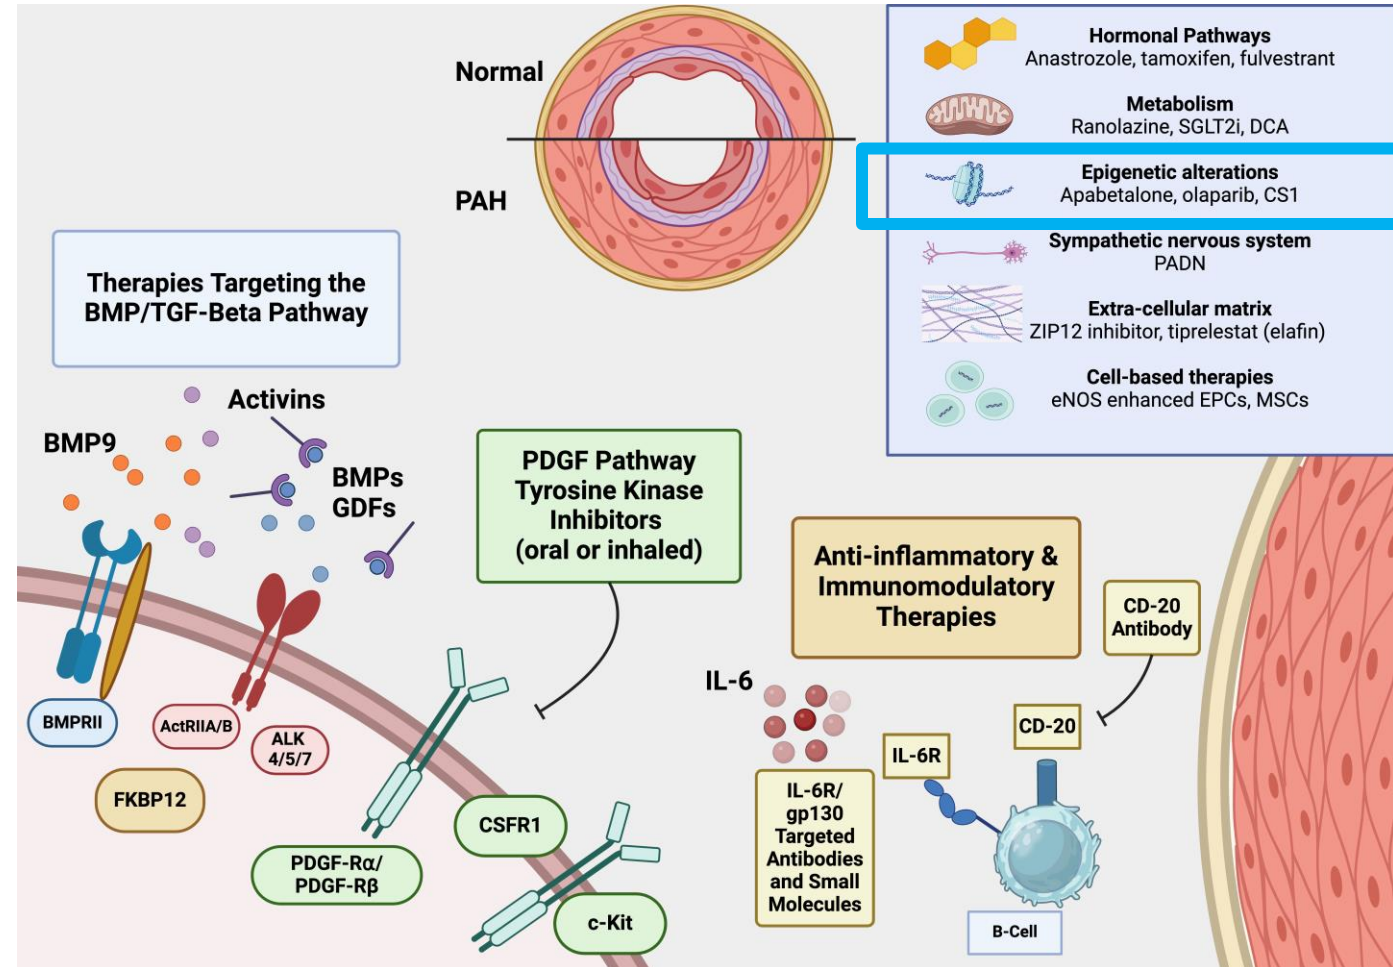 Normal
PAH
Hormonal Pathways
Anastrozole, tamoxifen, fulvestrant
Metabolism
Ranolazine, SGLT2i, DCA
Epigenetic alterations
Apabetalone, olaparib, CS1
Sympathetic nervous system
PADN
Extra-cellular matrix
ZIP12 inhibitor, tiprelestat (elafin)
Cell-based therapies
eNOS enhanced EPCs, MSCs
Therapies Targeting the
BMP/TGF-Beta Pathway
Activins
BMP9
BMPs
GDFs
BMPRII
ActRIIA/B
ALK
4/5/7
FKBP12
PDGF Pathway
Tyrosine Kinase
Inhibitors
(oral or inhaled)
PDGF-Rα/
PDGF-Rβ
CSFR1
c-Kit
Anti-inflammatory &
Immunomodulatory
Therapies
CD-20
Antibody
IL-6
IL-6R
CD-20
IL-6R/
gp130
Targeted
Antibodies
and Small
Molecules
B-Cell